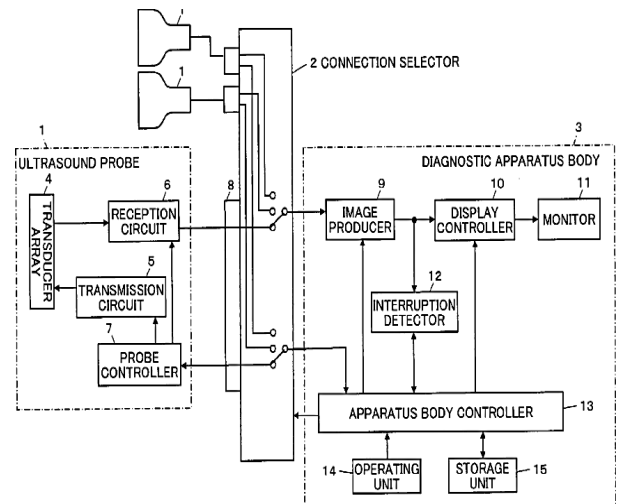 1
1
2 CONNECTION SELECTOR
1
ULTRASOUND PROBE
3
DIAGNOSTIC APPARATUS BODY
4
TRANSDUCER
ARRAY
6
RECEPTION
CIRCUIT
8
9
IMAGE
PRODUCER
10
DISPLAY
CONTROLLER
11
MONITOR
5
TRANSMISSION
CIRCUIT
12
INTERRUPTION
DETECTOR
7
PROBE
CONTROLLER
APPARATUS BODY CONTROLLER
13
14
OPERATING
UNIT
STORAGE
UNIT
15